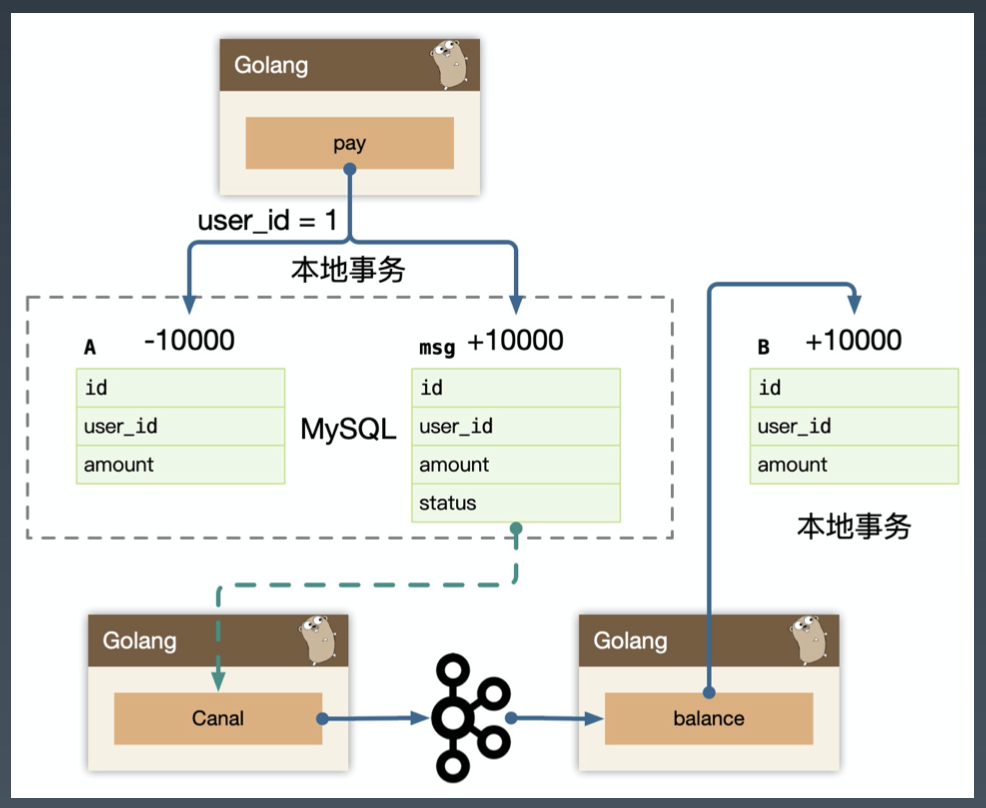 Golang
pay
user_id = 1
本地事务
A -10000
msg +10000
B +10000
id
user_id
amount
MySQL
id
user_id
amount
status
id
user_id
amount
本地事务
Golang
Canal
Golang
balance